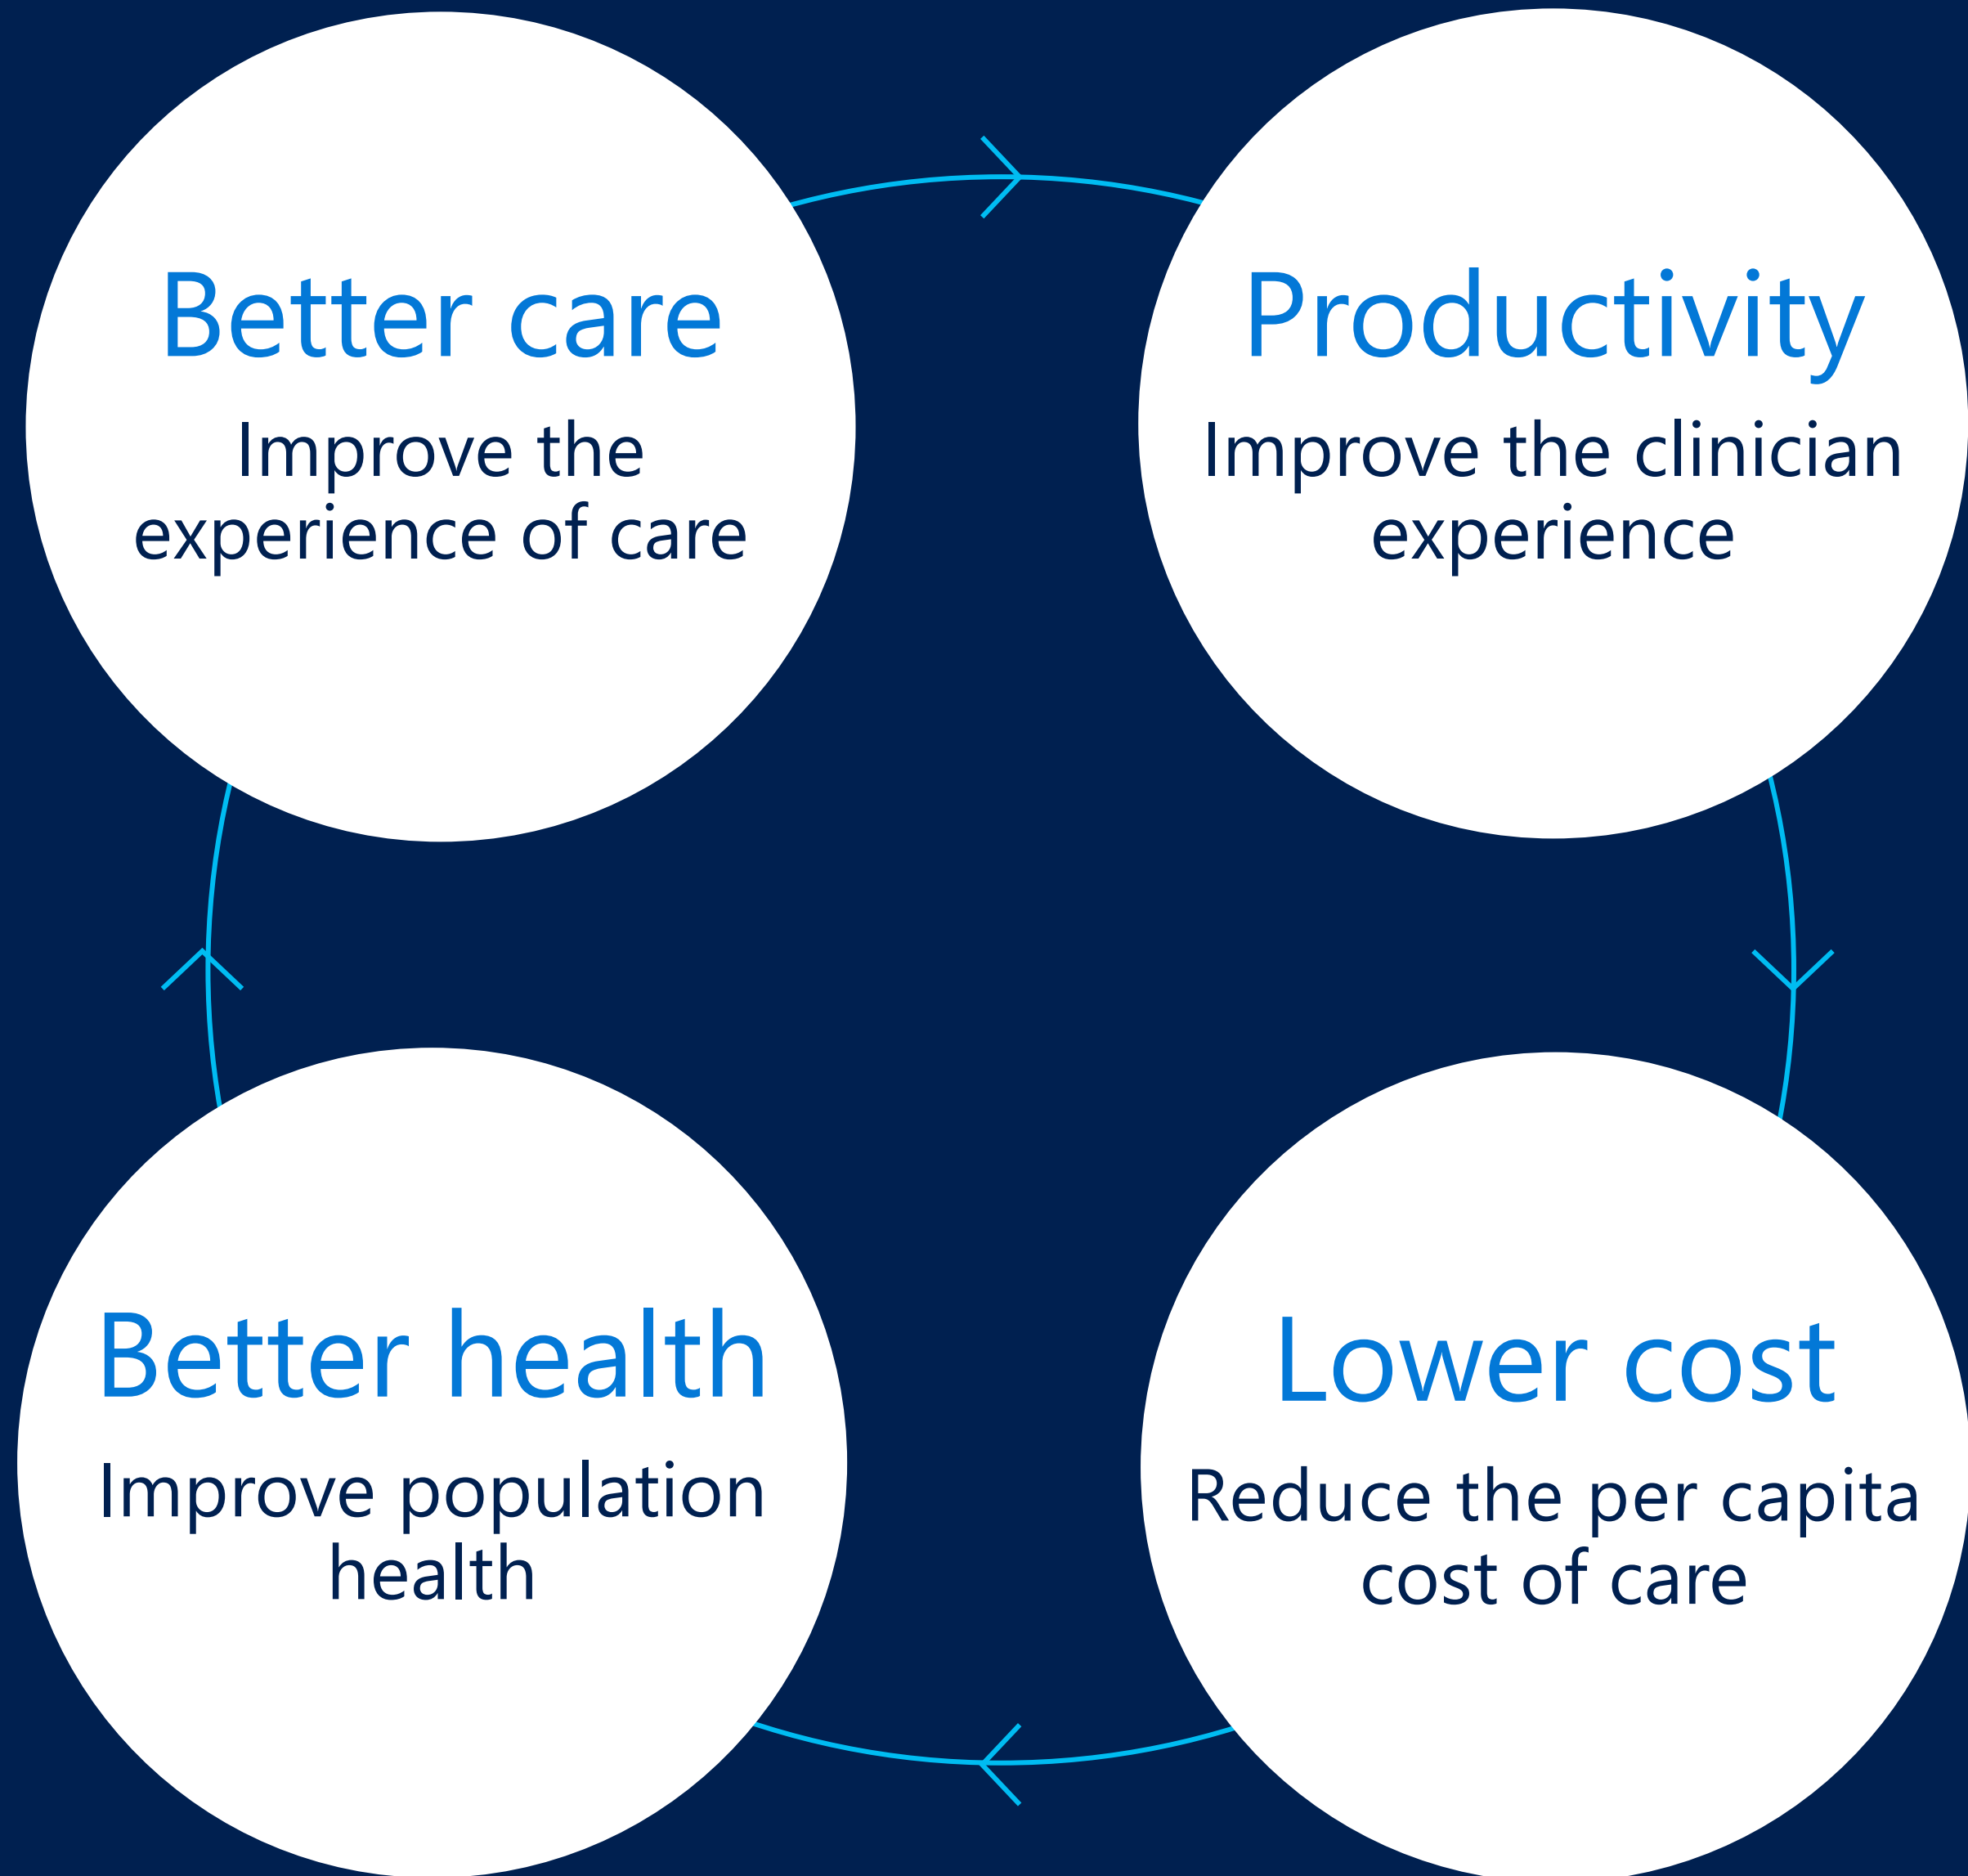 Better care
Improve the
experience of care
Productivity
Improve the clinician
experience
Better health
Improve population
health
Lower cost
Reduce the per capita
cost of care